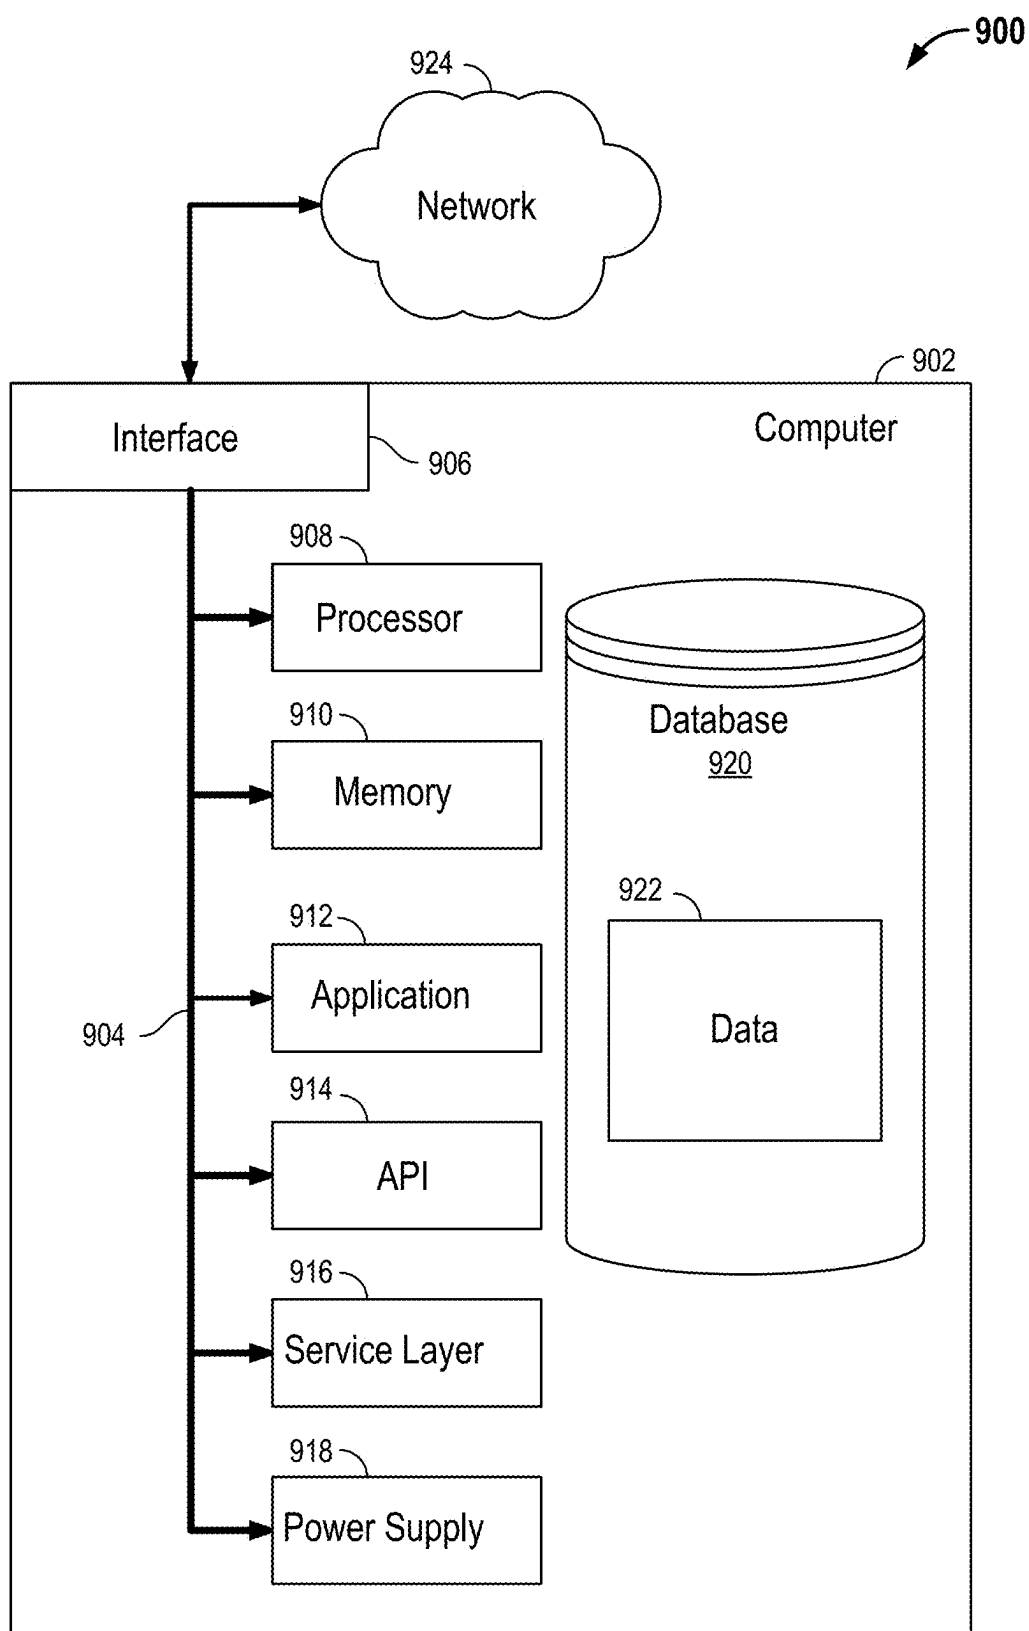 900
924
Network
902
Interface
Computer
906
908
Processor
Database
920
910
Memory
922
912
Application
Data
904
914
API
916
Service Layer
918
Power Supply